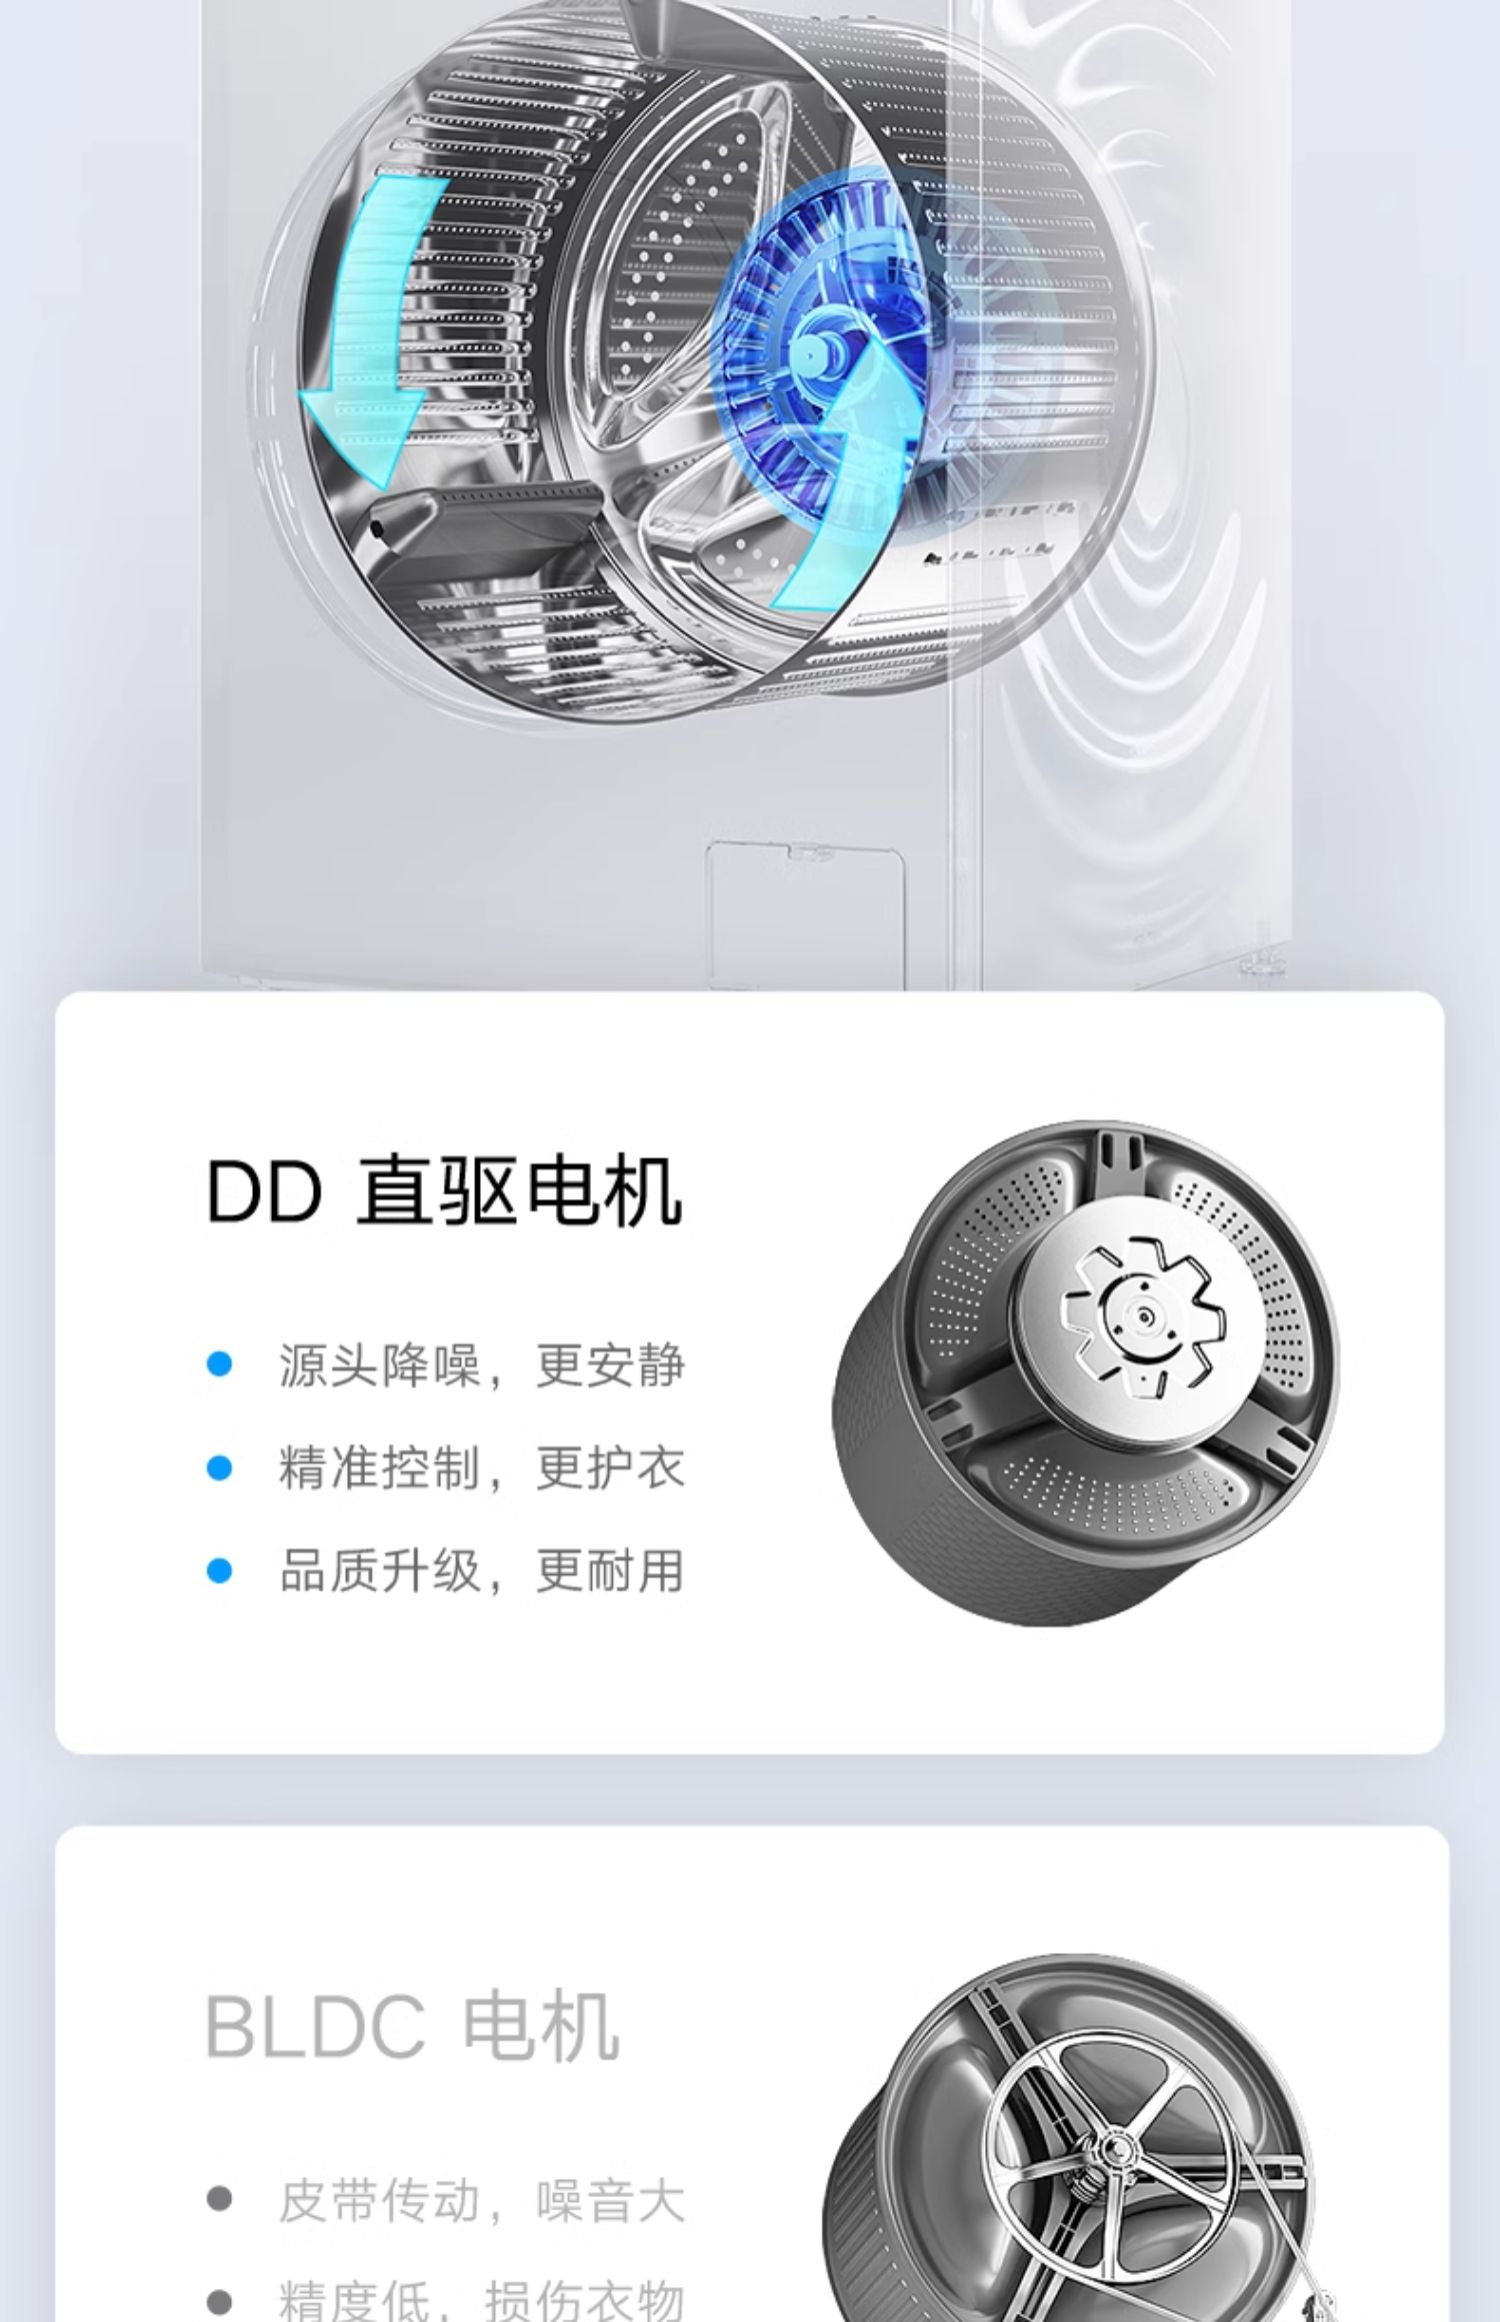 DD 直驱电机
源头降噪，更安静
精准控制，更护衣
品质升级，更耐用
BLDC 电机
皮带传动，噪音大
精度低，损伤衣物